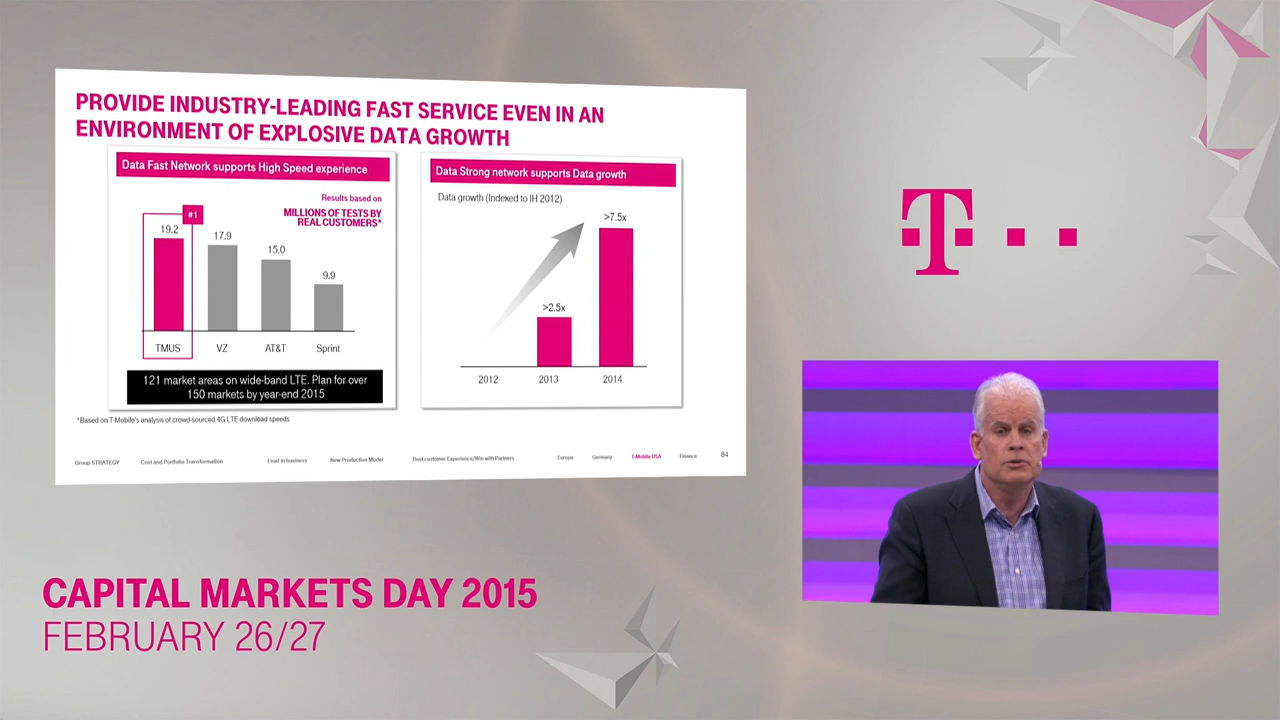 PROVIDE INDUSTRY-LEADING FAST SERVICE EVEN IN AN
ENVIRONMENT OF EXPLOSIVE DATA GROWTH
Data Fast Network supports High Speed experience
Results based on
MILLIONS OF TESTS BY
REAL CUSTOMERS*
#1
19.2
17.9
15.0
9.9
TMUS VZ AT&T Sprint
121 market areas on wide-band LTE. Plan for over
150 markets by year-end 2015
Data Strong network supports Data growth
Data growth (Indexed to IH 2012)
>7.5x
>2.5x
2012 2013 2014
*Based on T-Mobile's analysis of crowd-sourced 4G LTE download speeds
Group STRATEGY Cost and Portfolio Transformation Lead in business New Production Model Best customer Experience/Win with Partners Europe Germany T-Mobile USA Finance 84
T
CAPITAL MARKETS DAY 2015
FEBRUARY 26/27